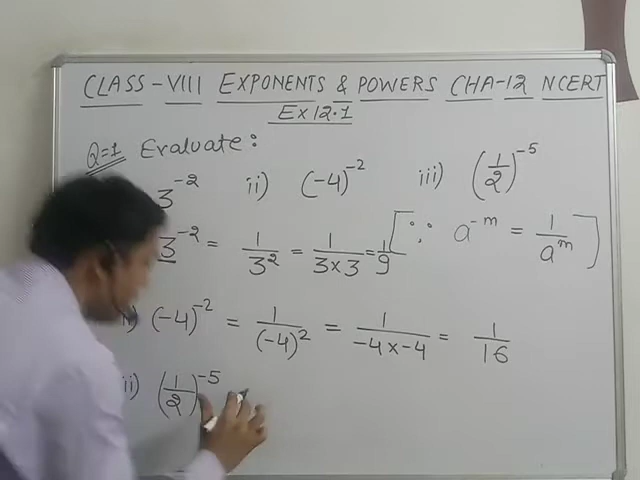 CLASS-VIII EXPONENTS & POWERS CHA-12 NCERT
Ex 12.1
Q=1 Evaluate:
3⁻² ii) (-4)⁻² iii) (1/2)⁻⁵
3⁻² = 1/3² = 1/3×3 = 1/9 [∵ a⁻ᵐ = 1/aᵐ]
) (-4)⁻² = 1/(-4)² = 1/-4×-4 = 1/16
ii) (1/2)⁻⁵